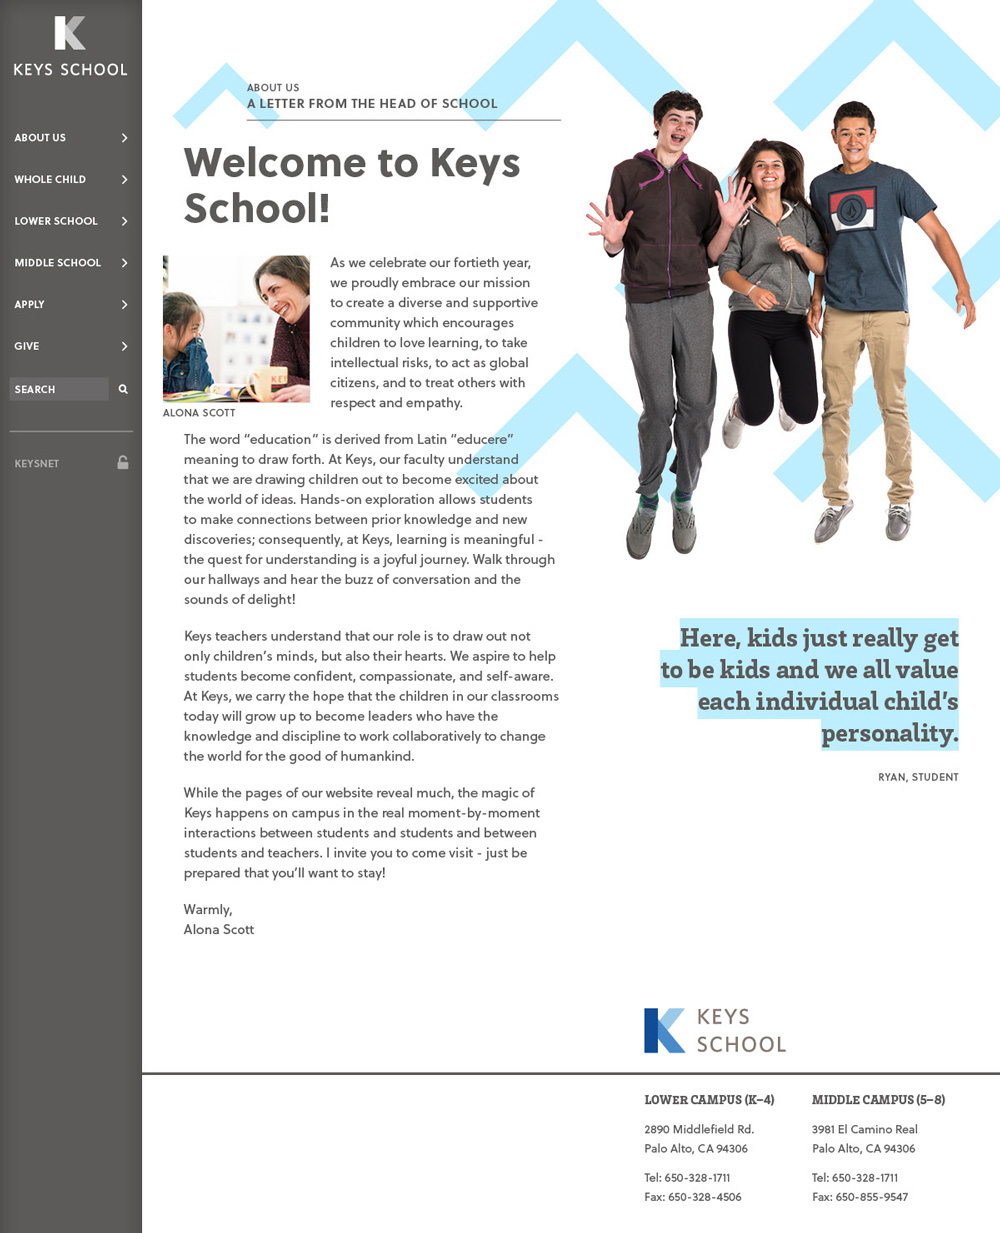 KEYS SCHOOL
ABOUT US
WHOLE CHILD
LOWER SCHOOL
MIDDLE SCHOOL
APPLY
GIVE
SEARCH
KEYSNET
ABOUT US
A LETTER FROM THE HEAD OF SCHOOL
Welcome to Keys
School!
As we celebrate our fortieth year,
we proudly embrace our mission
to create a diverse and supportive
community which encourages
children to love learning, to take
intellectual risks, to act as global
citizens, and to treat others with
respect and empathy.
ALONA SCOTT
The word “education” is derived from Latin “educere”
meaning to draw forth. At Keys, our faculty understand
that we are drawing children out to become excited about
the world of ideas. Hands-on exploration allows students
to make connections between prior knowledge and new
discoveries; consequently, at Keys, learning is meaningful -
the quest for understanding is a joyful journey. Walk through
our hallways and hear the buzz of conversation and the
sounds of delight!
Keys teachers understand that our role is to draw out not
only children’s minds, but also their hearts. We aspire to help
students become confident, compassionate, and self-aware.
At Keys, we carry the hope that the children in our classrooms
today will grow up to become leaders who have the
knowledge and discipline to work collaboratively to change
the world for the good of humankind.
While the pages of our website reveal much, the magic of
Keys happens on campus in the real moment-by-moment
interactions between students and students and between
students and teachers. I invite you to come visit - just be
prepared that you’ll want to stay!
Warmly,
Alona Scott
Here, kids just really get
to be kids and we all value
each individual child’s
personality.
RYAN, STUDENT
KEYS
SCHOOL
LOWER CAMPUS (K–4)
2890 Middlefield Rd.
Palo Alto, CA 94306
Tel: 650-328-1711
Fax: 650-328-4506
MIDDLE CAMPUS (5–8)
3981 El Camino Real
Palo Alto, CA 94306
Tel: 650-328-1711
Fax: 650-855-9547